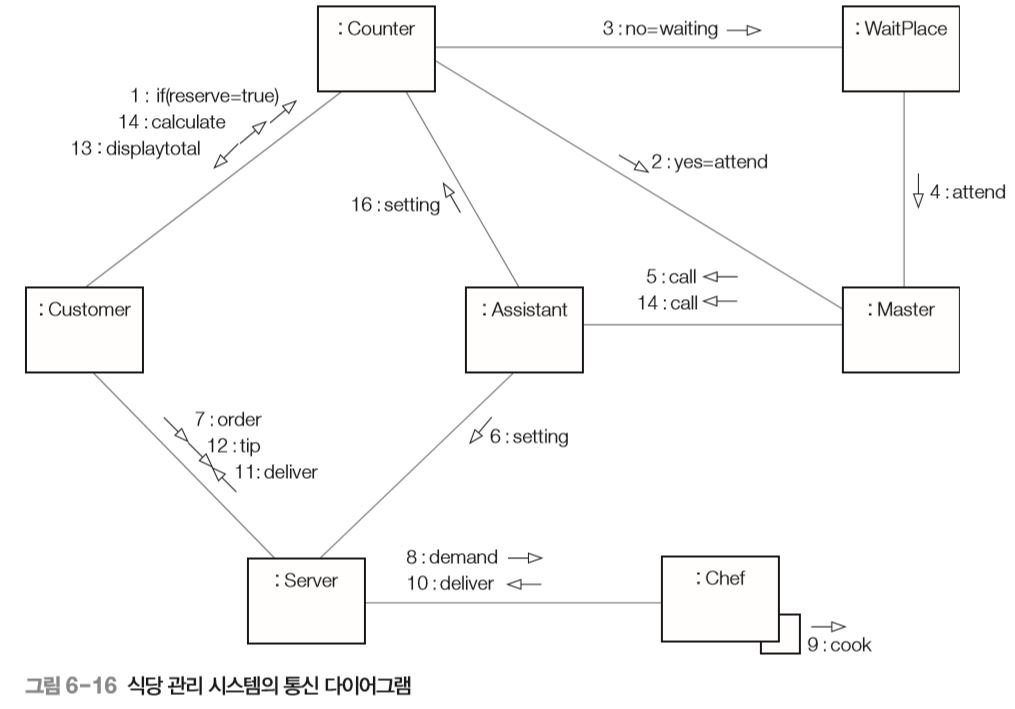 : Counter
3 : no=waiting
: WaitPlace
1 : if(reserve=true)
14 : calculate
13 : displaytotal
2 : yes=attend
16 : setting
4 : attend
5 : call
14 : call
: Customer
: Assistant
: Master
7 : order
12 : tip
11 : deliver
6 : setting
8 : demand
10 : deliver
: Server
: Chef
9 : cook
그림 6-16 식당 관리 시스템의 통신 다이어그램